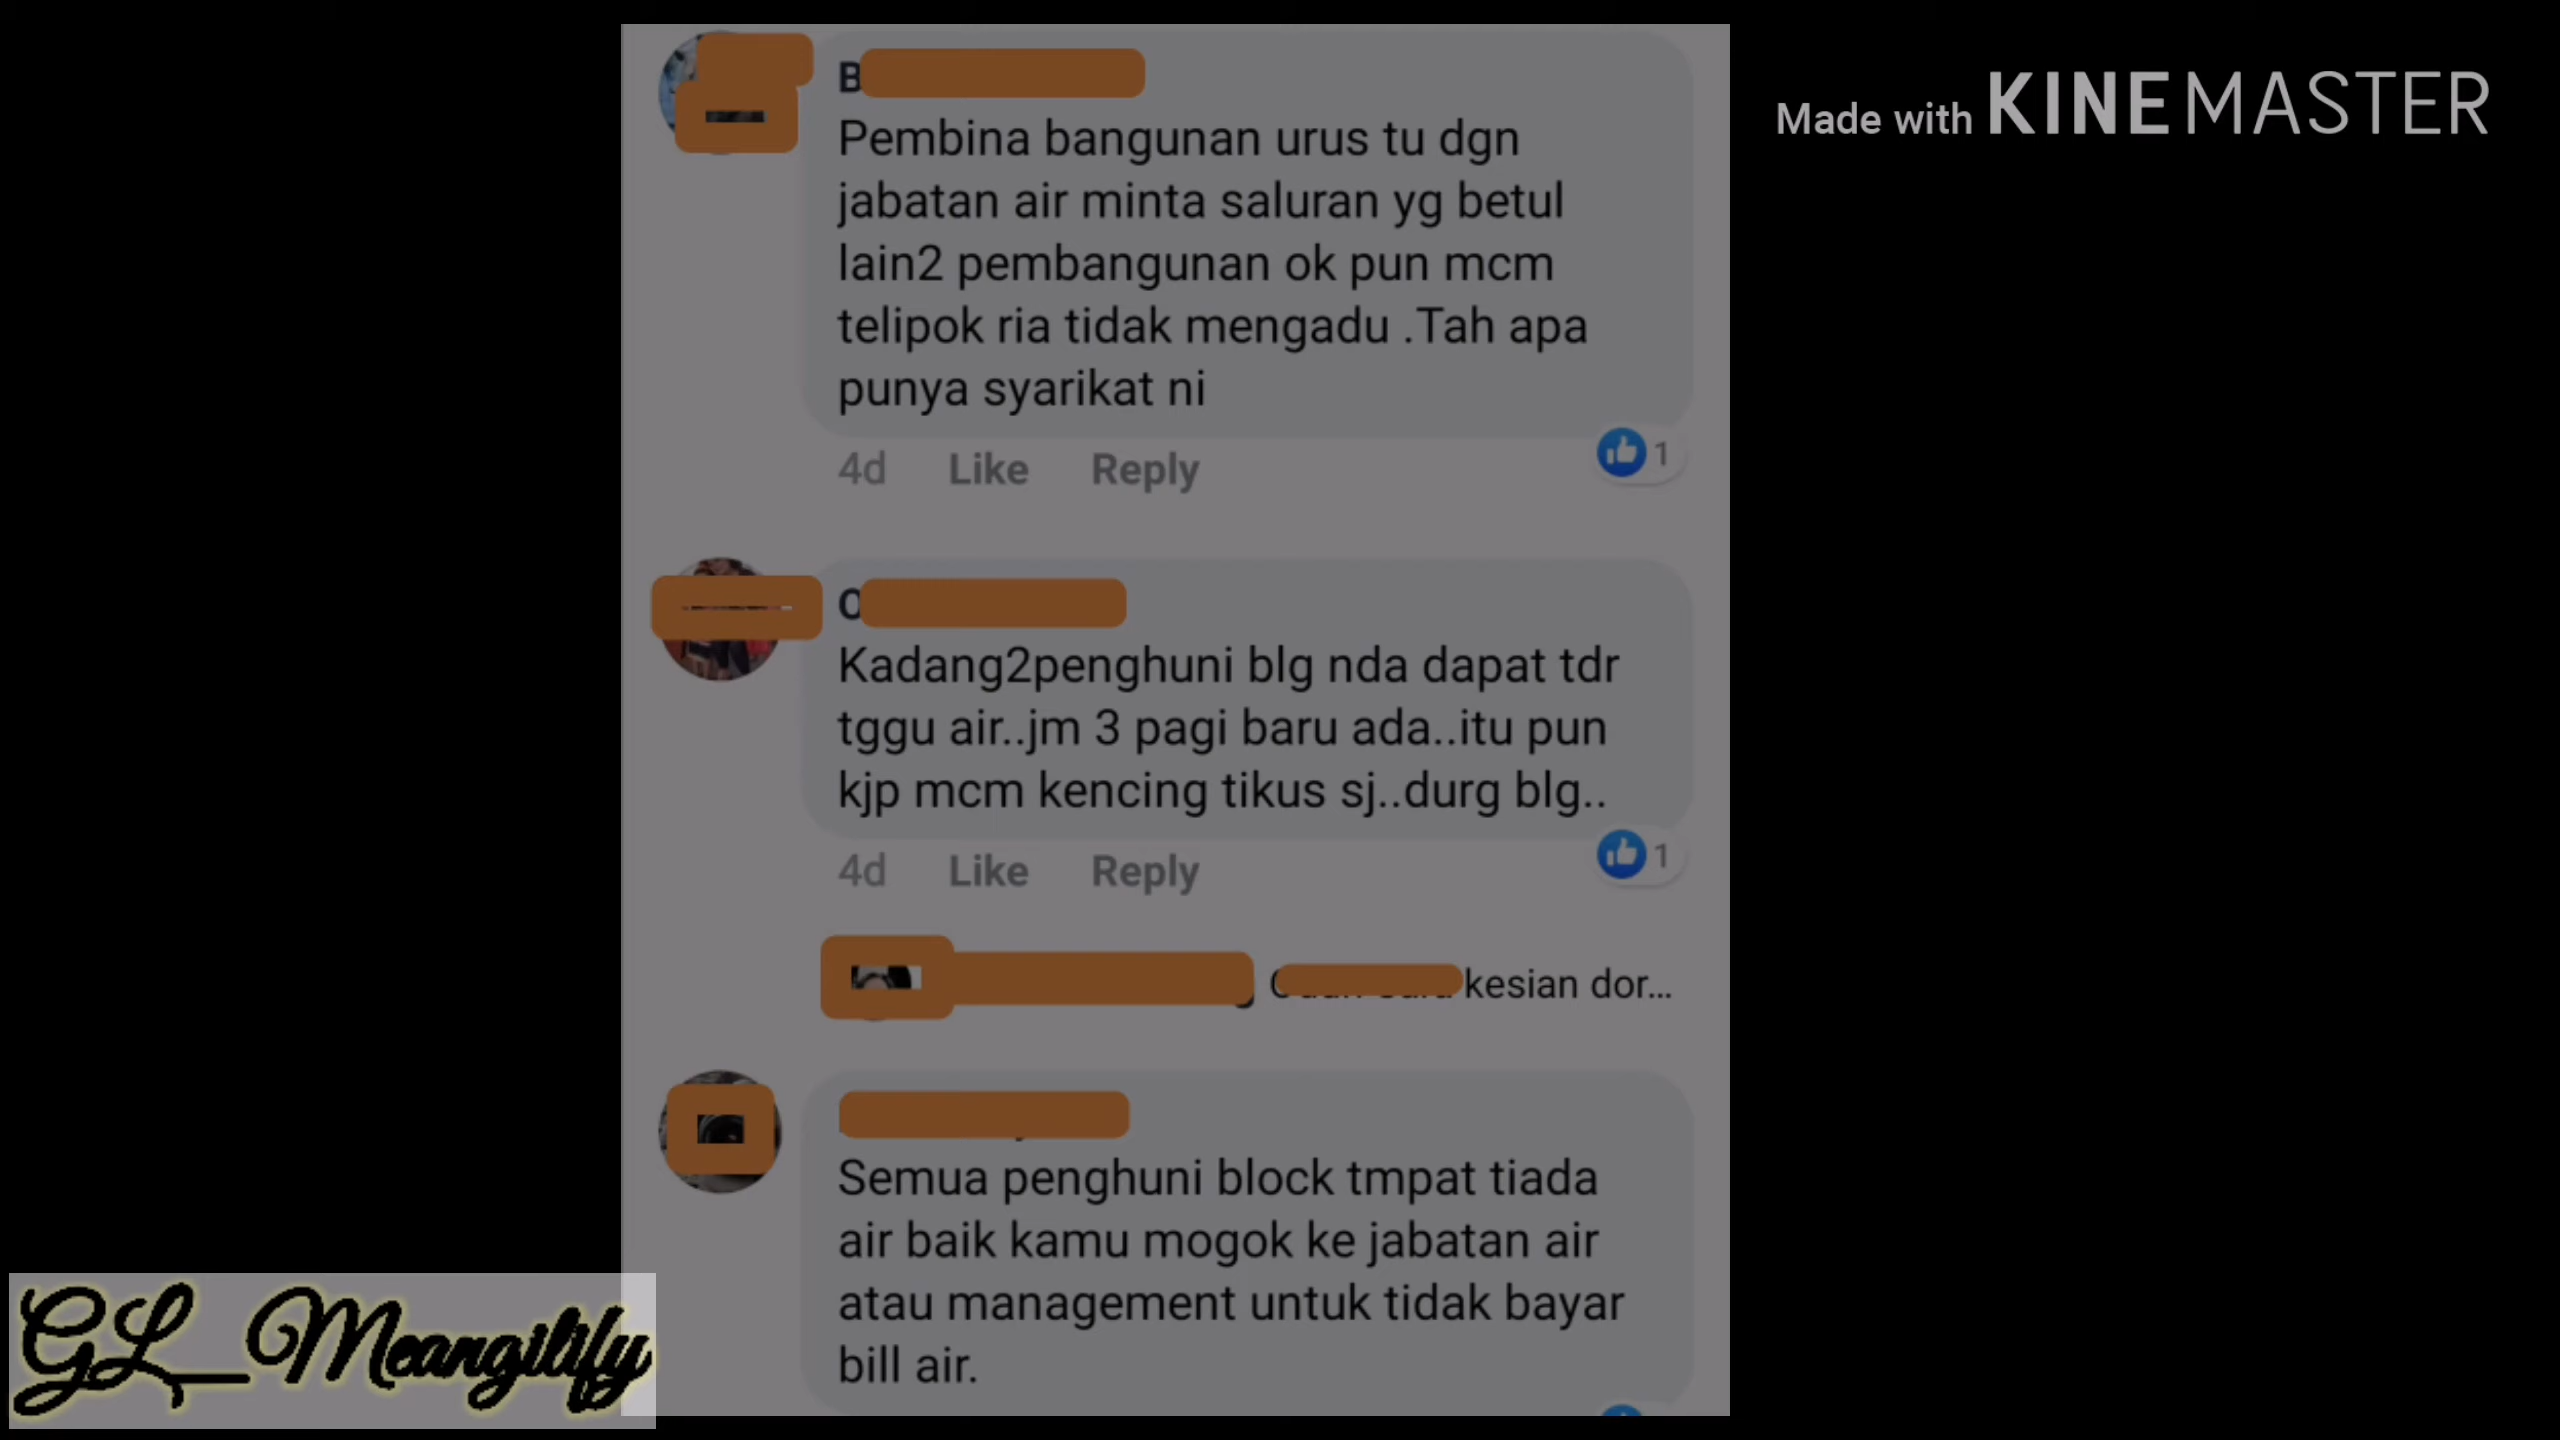 B
Made with KINEMASTER
Pembina bangunan urus tu dgn
jabatan air minta saluran yg betul
lain2 pembangunan ok pun mcm
telipok ria tidak mengadu .Tah apa
punya syarikat ni
4d Like Reply 1
O
Kadang2penghuni blg nda dapat tdr
tggu air..jm 3 pagi baru ada..itu pun
kjp mcm kencing tikus sj..durg blg..
4d Like Reply 1
kesian dor...
Semua penghuni block tmpat tiada
air baik kamu mogok ke jabatan air
atau management untuk tidak bayar
bill air.
GL_Meangilify